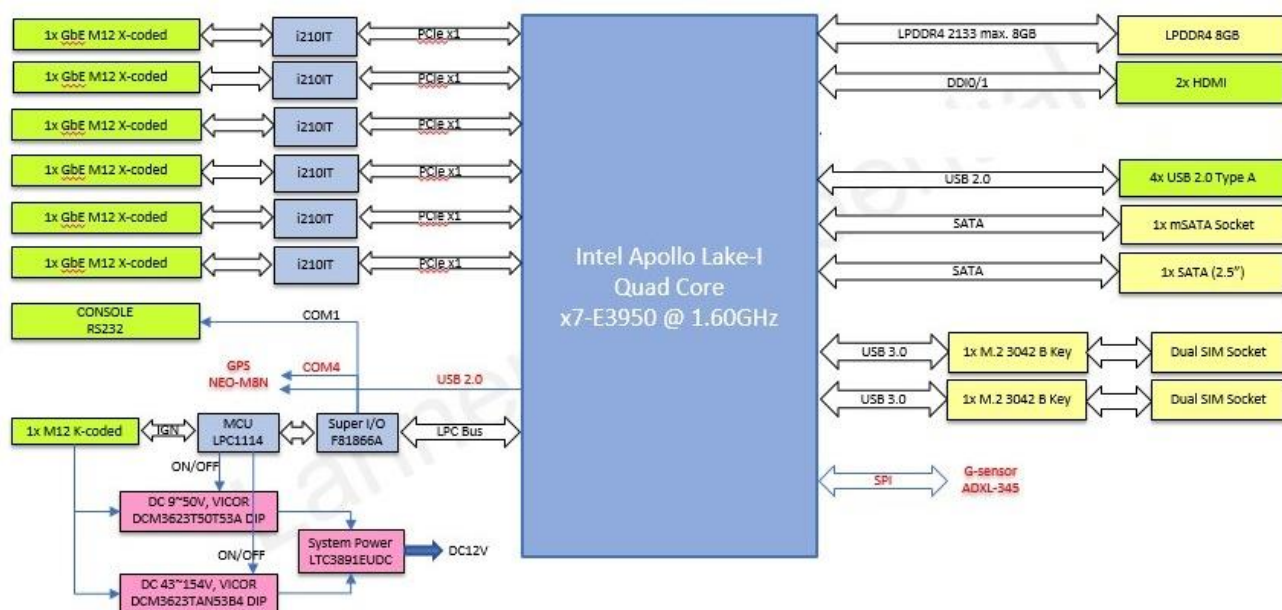 1x GbE M12 X-coded
i210IT
PCIe x1
1x GbE M12 X-coded
i210IT
PCIe x1
1x GbE M12 X-coded
i210IT
PCIe x1
1x GbE M12 X-coded
i210IT
PCIe x1
1x GbE M12 X-coded
i210IT
PCIe x1
1x GbE M12 X-coded
i210IT
PCIe x1
CONSOLE
RS232
COM1
GPS
NEO-M8N
COM4
USB 2.0
1x M12 K-coded
IGN
MCU
LPC1114
Super I/O
F81866A
LPC Bus
ON/OFF
DC 9~50V, VICOR
DCM3623T50T53A DIP
ON/OFF
System Power
LTC3891EUDC
DC12V
DC 43~154V, VICOR
DCM3623TAN53B4 DIP
Intel Apollo Lake-I
Quad Core
x7-E3950 @ 1.60GHz
LPDDR4 2133 max. 8GB
LPDDR4 8GB
DDI0/1
2x HDMI
USB 2.0
4x USB 2.0 Type A
SATA
1x mSATA Socket
SATA
1x SATA (2.5”)
USB 3.0
1x M.2 3042 B Key
Dual SIM Socket
USB 3.0
1x M.2 3042 B Key
Dual SIM Socket
SPI
G-sensor
ADXL-345